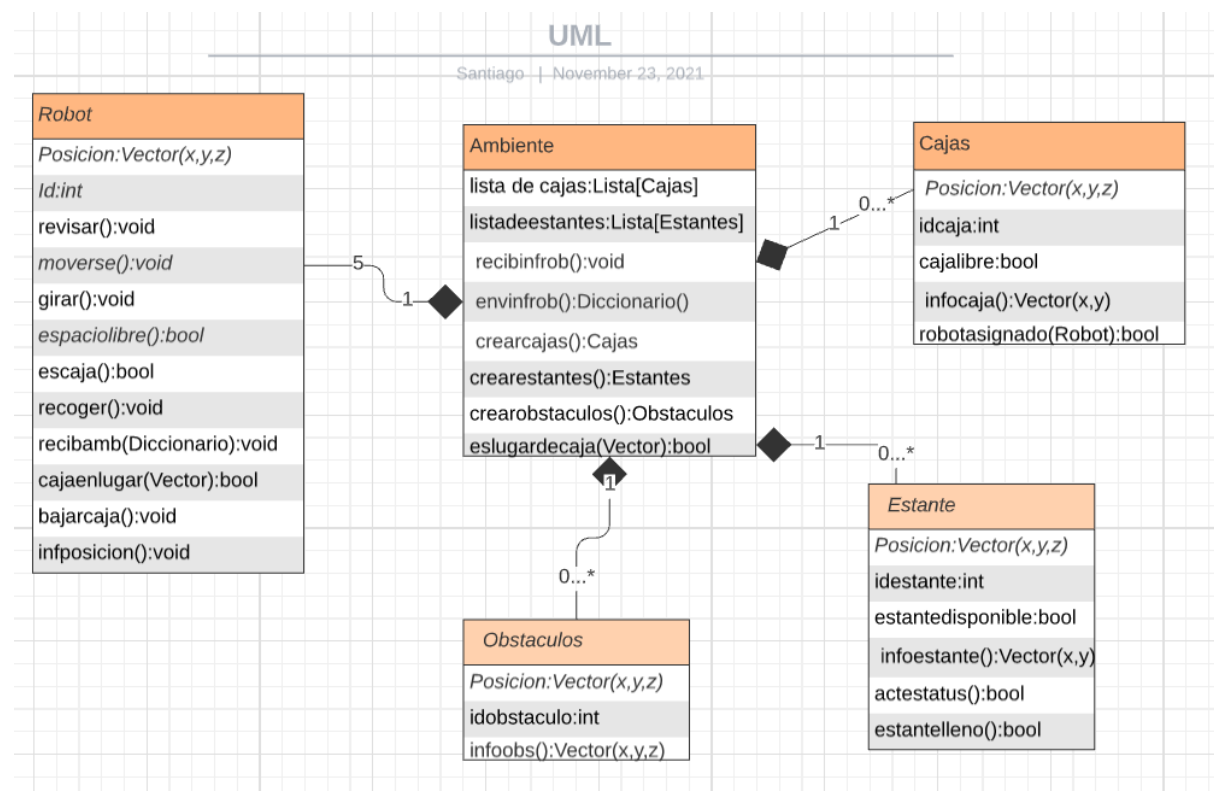 UML
Santiago | November 23, 2021
Robot
Posicion:Vector(x,y,z)
Id:int
revisar():void
moverse():void
girar():void
espaciolibre():bool
escaja():bool
recoger():void
recibamb(Diccionario):void
cajaenlugar(Vector):bool
bajarcaja():void
infposicion():void
5
1
Ambiente
lista de cajas:Lista[Cajas]
listadeestantes:Lista[Estantes]
recibinfrob():void
envinfrob():Diccionario()
crearcajas():Cajas
crearestantes():Estantes
crearobstaculos():Obstaculos
eslugardecaja(Vector):bool
1
0...*
Cajas
Posicion:Vector(x,y,z)
idcaja:int
cajalibre:bool
infocaja():Vector(x,y)
robotasignado(Robot):bool
1
0...*
Obstaculos
Posicion:Vector(x,y,z)
idobstaculo:int
infoobs():Vector(x,y,z)
1
0...*
Estante
Posicion:Vector(x,y,z)
idestante:int
estantedisponible:bool
infoestante():Vector(x,y)
actestatus():bool
estantelleno():bool